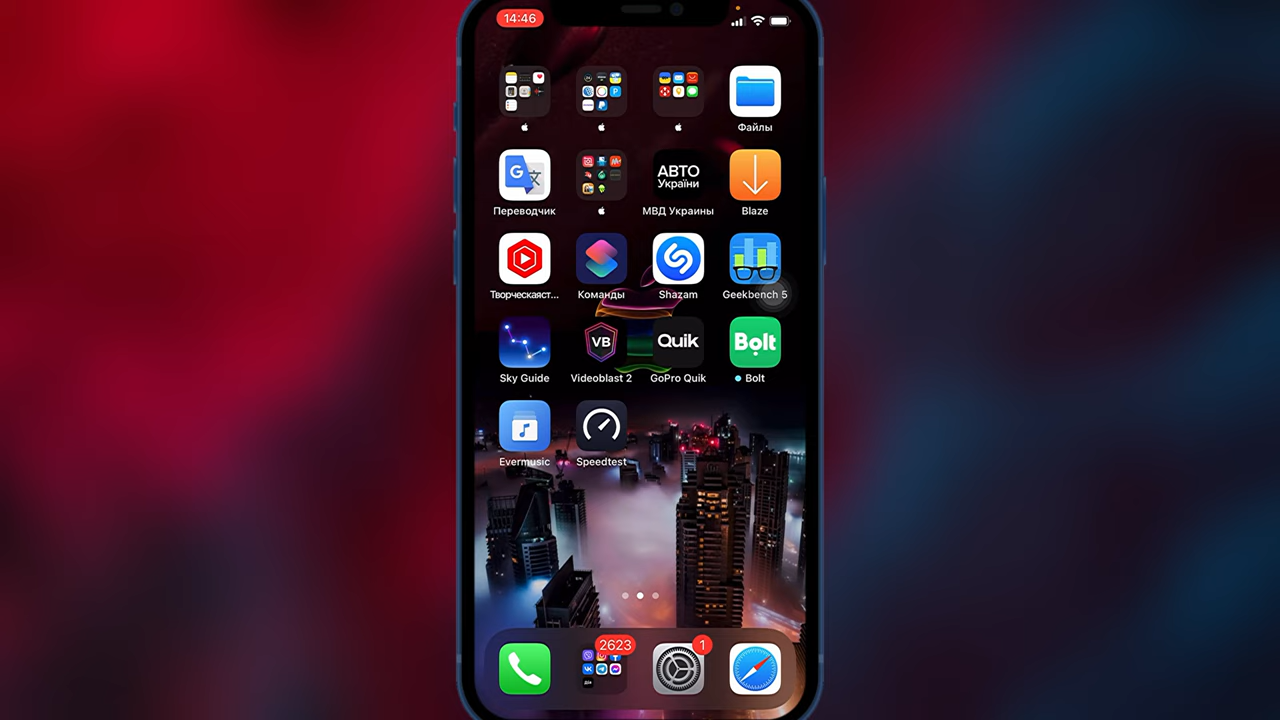 14:46
Файлы
G
АВТО
України
Переводчик
МВД Украины
Blaze
Творческаяст...
Команды
Shazam
Geekbench 5
VB
Quik
Bolt
Sky Guide
Videoblast 2
GoPro Quik
Bolt
Evermusic
Speedtest
2623
1